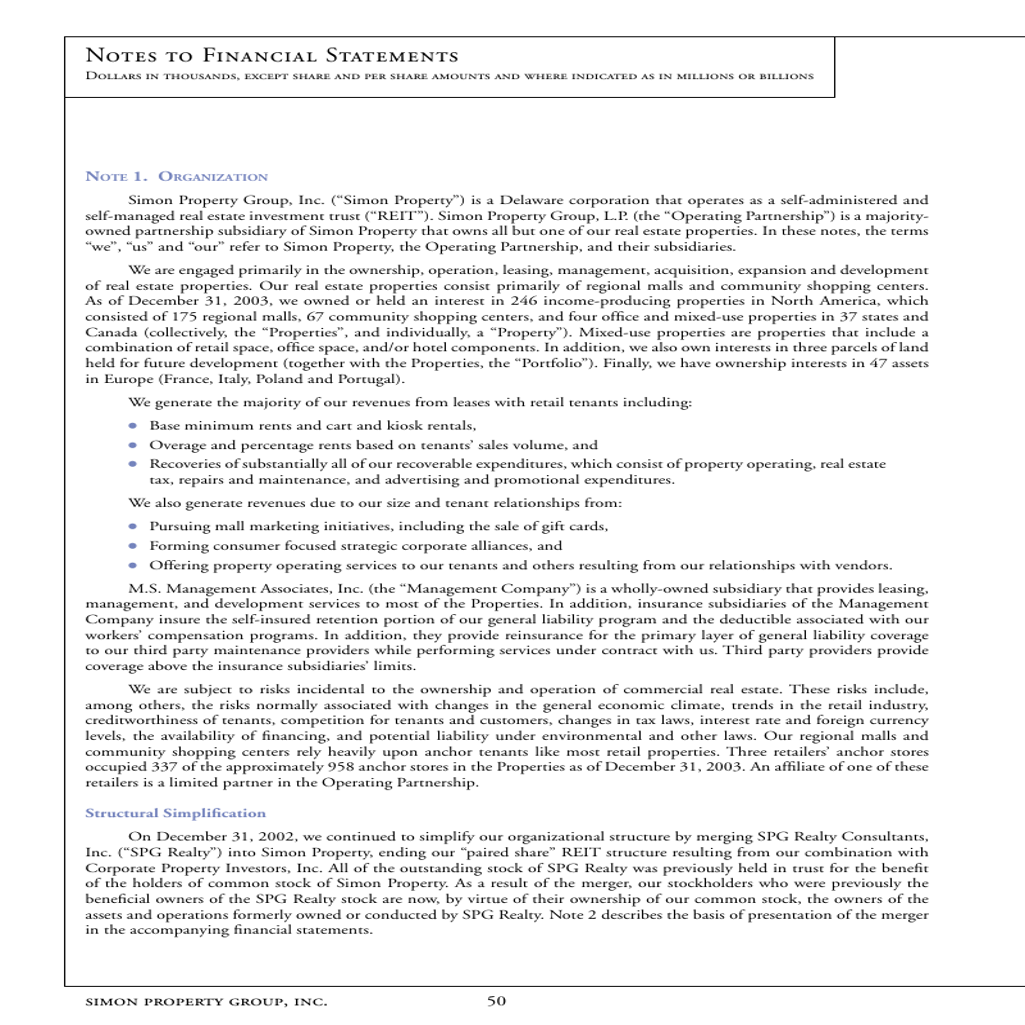 NOTES TO FINANCIAL STATEMENTS
DOLLARS IN THOUSANDS, EXCEPT SHARE AND PER SHARE AMOUNTS AND WHERE INDICATED AS IN MILLIONS OR BILLIONS
NOTE 1. ORGANIZATION
Simon Property Group, Inc. (“Simon Property”) is a Delaware corporation that operates as a self-administered and
self-managed real estate investment trust (“REIT”). Simon Property Group, L.P. (the “Operating Partnership”) is a majority-
owned partnership subsidiary of Simon Property that owns all but one of our real estate properties. In these notes, the terms
“we”, “us” and “our” refer to Simon Property, the Operating Partnership, and their subsidiaries.
We are engaged primarily in the ownership, operation, leasing, management, acquisition, expansion and development
of real estate properties. Our real estate properties consist primarily of regional malls and community shopping centers.
As of December 31, 2003, we owned or held an interest in 246 income-producing properties in North America, which
consisted of 175 regional malls, 67 community shopping centers, and four office and mixed-use properties in 37 states and
Canada (collectively, the “Properties”, and individually, a “Property”). Mixed-use properties are properties that include a
combination of retail space, office space, and/or hotel components. In addition, we also own interests in three parcels of land
held for future development (together with the Properties, the “Portfolio”). Finally, we have ownership interests in 47 assets
in Europe (France, Italy, Poland and Portugal).
We generate the majority of our revenues from leases with retail tenants including:
● Base minimum rents and cart and kiosk rentals,
● Overage and percentage rents based on tenants’ sales volume, and
● Recoveries of substantially all of our recoverable expenditures, which consist of property operating, real estate
tax, repairs and maintenance, and advertising and promotional expenditures.
We also generate revenues due to our size and tenant relationships from:
● Pursuing mall marketing initiatives, including the sale of gift cards,
● Forming consumer focused strategic corporate alliances, and
● Offering property operating services to our tenants and others resulting from our relationships with vendors.
M.S. Management Associates, Inc. (the “Management Company”) is a wholly-owned subsidiary that provides leasing,
management, and development services to most of the Properties. In addition, insurance subsidiaries of the Management
Company insure the self-insured retention portion of our general liability program and the deductible associated with our
workers’ compensation programs. In addition, they provide reinsurance for the primary layer of general liability coverage
to our third party maintenance providers while performing services under contract with us. Third party providers provide
coverage above the insurance subsidiaries’ limits.
We are subject to risks incidental to the ownership and operation of commercial real estate. These risks include,
among others, the risks normally associated with changes in the general economic climate, trends in the retail industry,
creditworthiness of tenants, competition for tenants and customers, changes in tax laws, interest rate and foreign currency
levels, the availability of financing, and potential liability under environmental and other laws. Our regional malls and
community shopping centers rely heavily upon anchor tenants like most retail properties. Three retailers’ anchor stores
occupied 337 of the approximately 958 anchor stores in the Properties as of December 31, 2003. An affiliate of one of these
retailers is a limited partner in the Operating Partnership.
Structural Simplification
On December 31, 2002, we continued to simplify our organizational structure by merging SPG Realty Consultants,
Inc. (“SPG Realty”) into Simon Property, ending our “paired share” REIT structure resulting from our combination with
Corporate Property Investors, Inc. All of the outstanding stock of SPG Realty was previously held in trust for the benefit
of the holders of common stock of Simon Property. As a result of the merger, our stockholders who were previously the
beneficial owners of the SPG Realty stock are now, by virtue of their ownership of our common stock, the owners of the
assets and operations formerly owned or conducted by SPG Realty. Note 2 describes the basis of presentation of the merger
in the accompanying financial statements.
SIMON PROPERTY GROUP, INC. 50